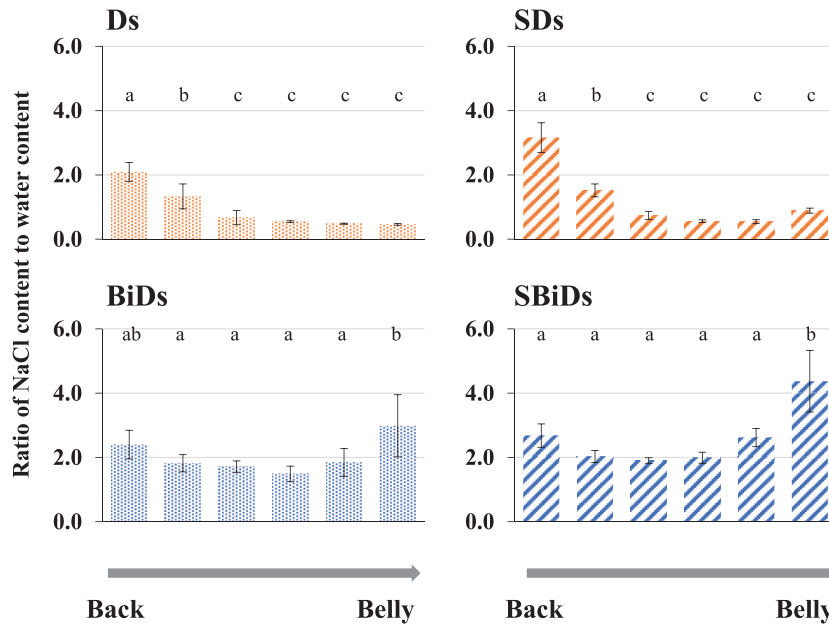 Ds
6.0
4.0
2.0
0.0
a b c c c c
SDs
6.0
4.0
2.0
0.0
a b c c c c
BiDs
6.0
4.0
2.0
0.0
ab a a a a b
SBiDs
6.0
4.0
2.0
0.0
a a a a a b
Ratio of NaCl content to water content
Back Belly
Back Belly